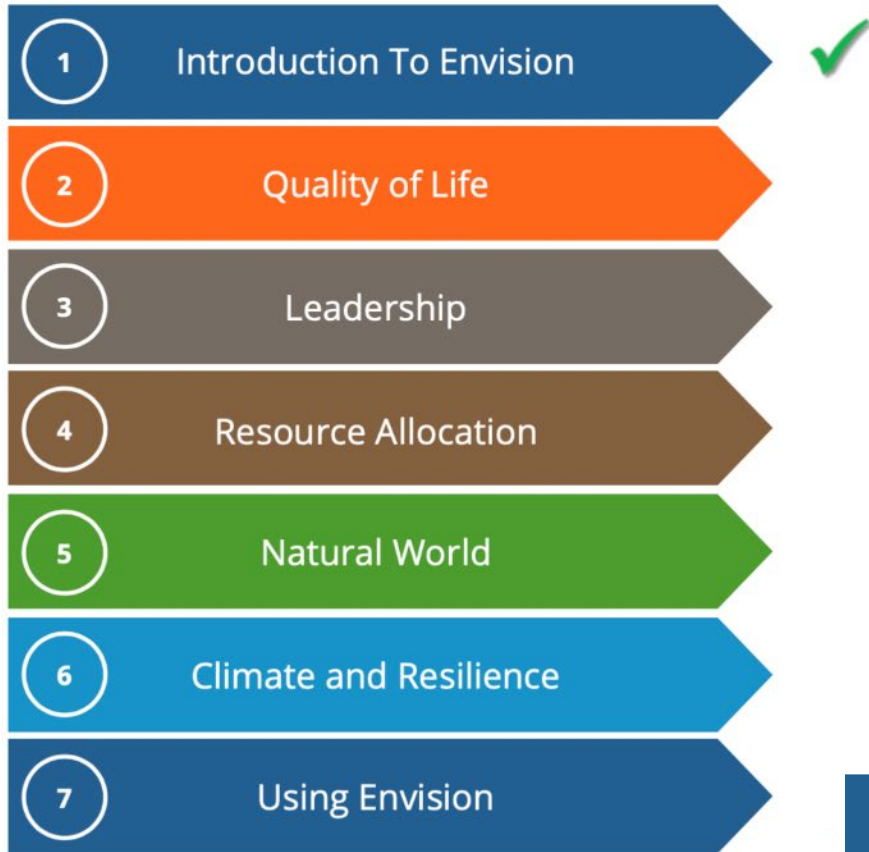 1 Introduction To Envision
2 Quality of Life
3 Leadership
4 Resource Allocation
5 Natural World
6 Climate and Resilience
7 Using Envision